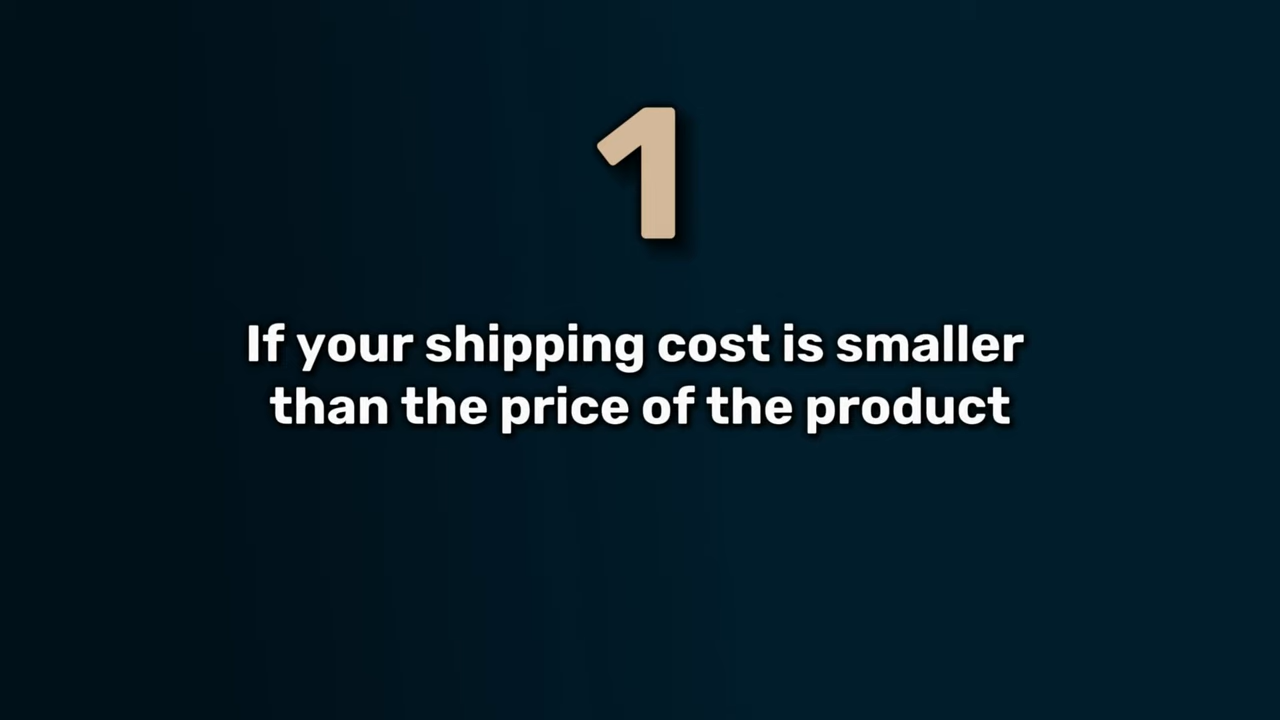 1
If your shipping cost is smaller
than the price of the product